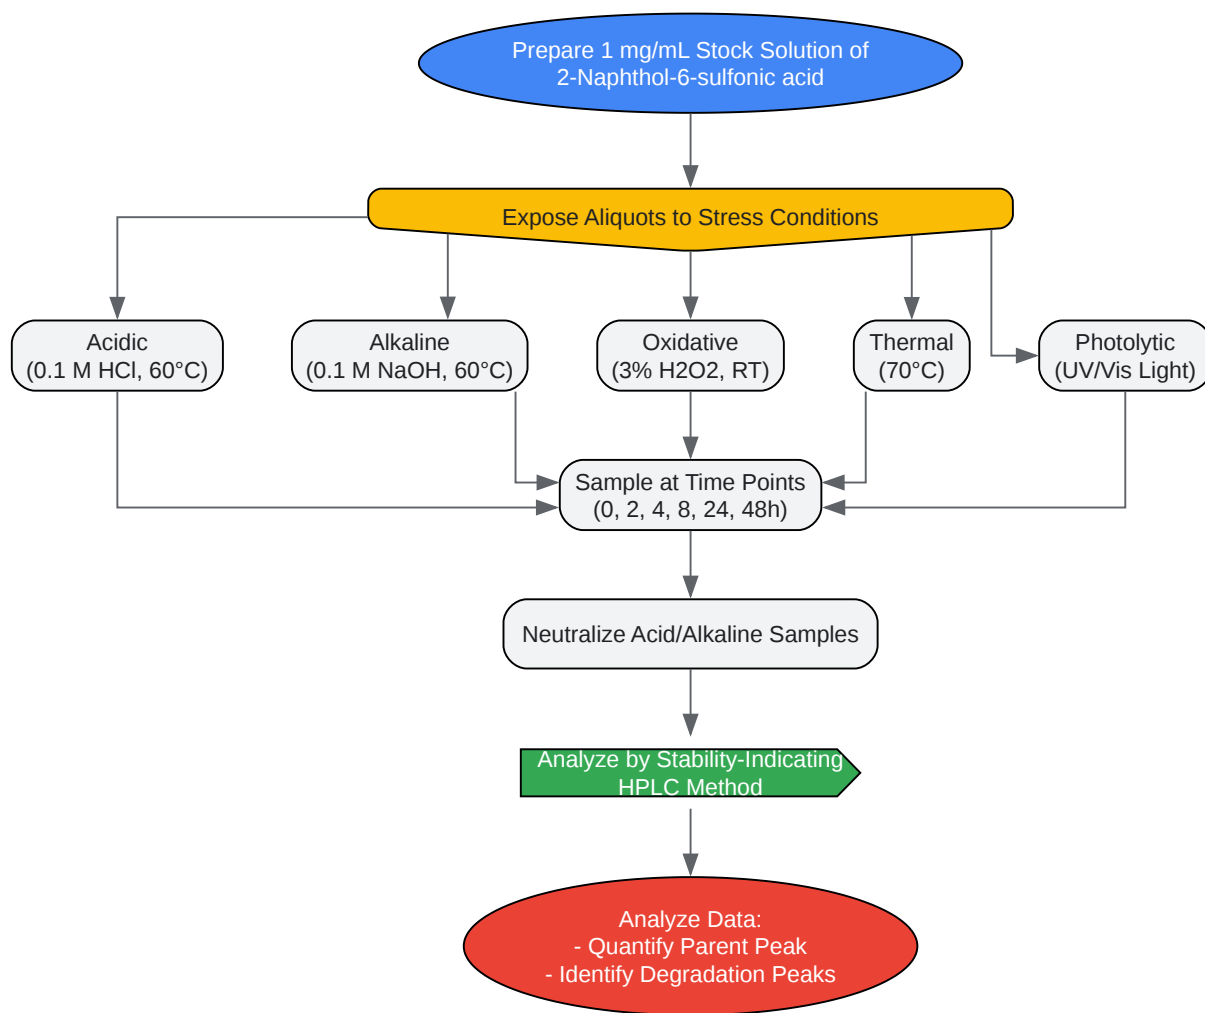 Prepare 1 mg/mL Stock Solution of
2-Naphthol-6-sulfonic acid
Expose Aliquots to Stress Conditions
Acidic
(0.1 M HCl, 60°C)
Alkaline
(0.1 M NaOH, 60°C)
Oxidative
(3% H2O2, RT)
Thermal
(70°C)
Photolytic
(UV/Vis Light)
Sample at Time Points
(0, 2, 4, 8, 24, 48h)
Neutralize Acid/Alkaline Samples
Analyze by Stability-Indicating
HPLC Method
Analyze Data:
- Quantify Parent Peak
- Identify Degradation Peaks